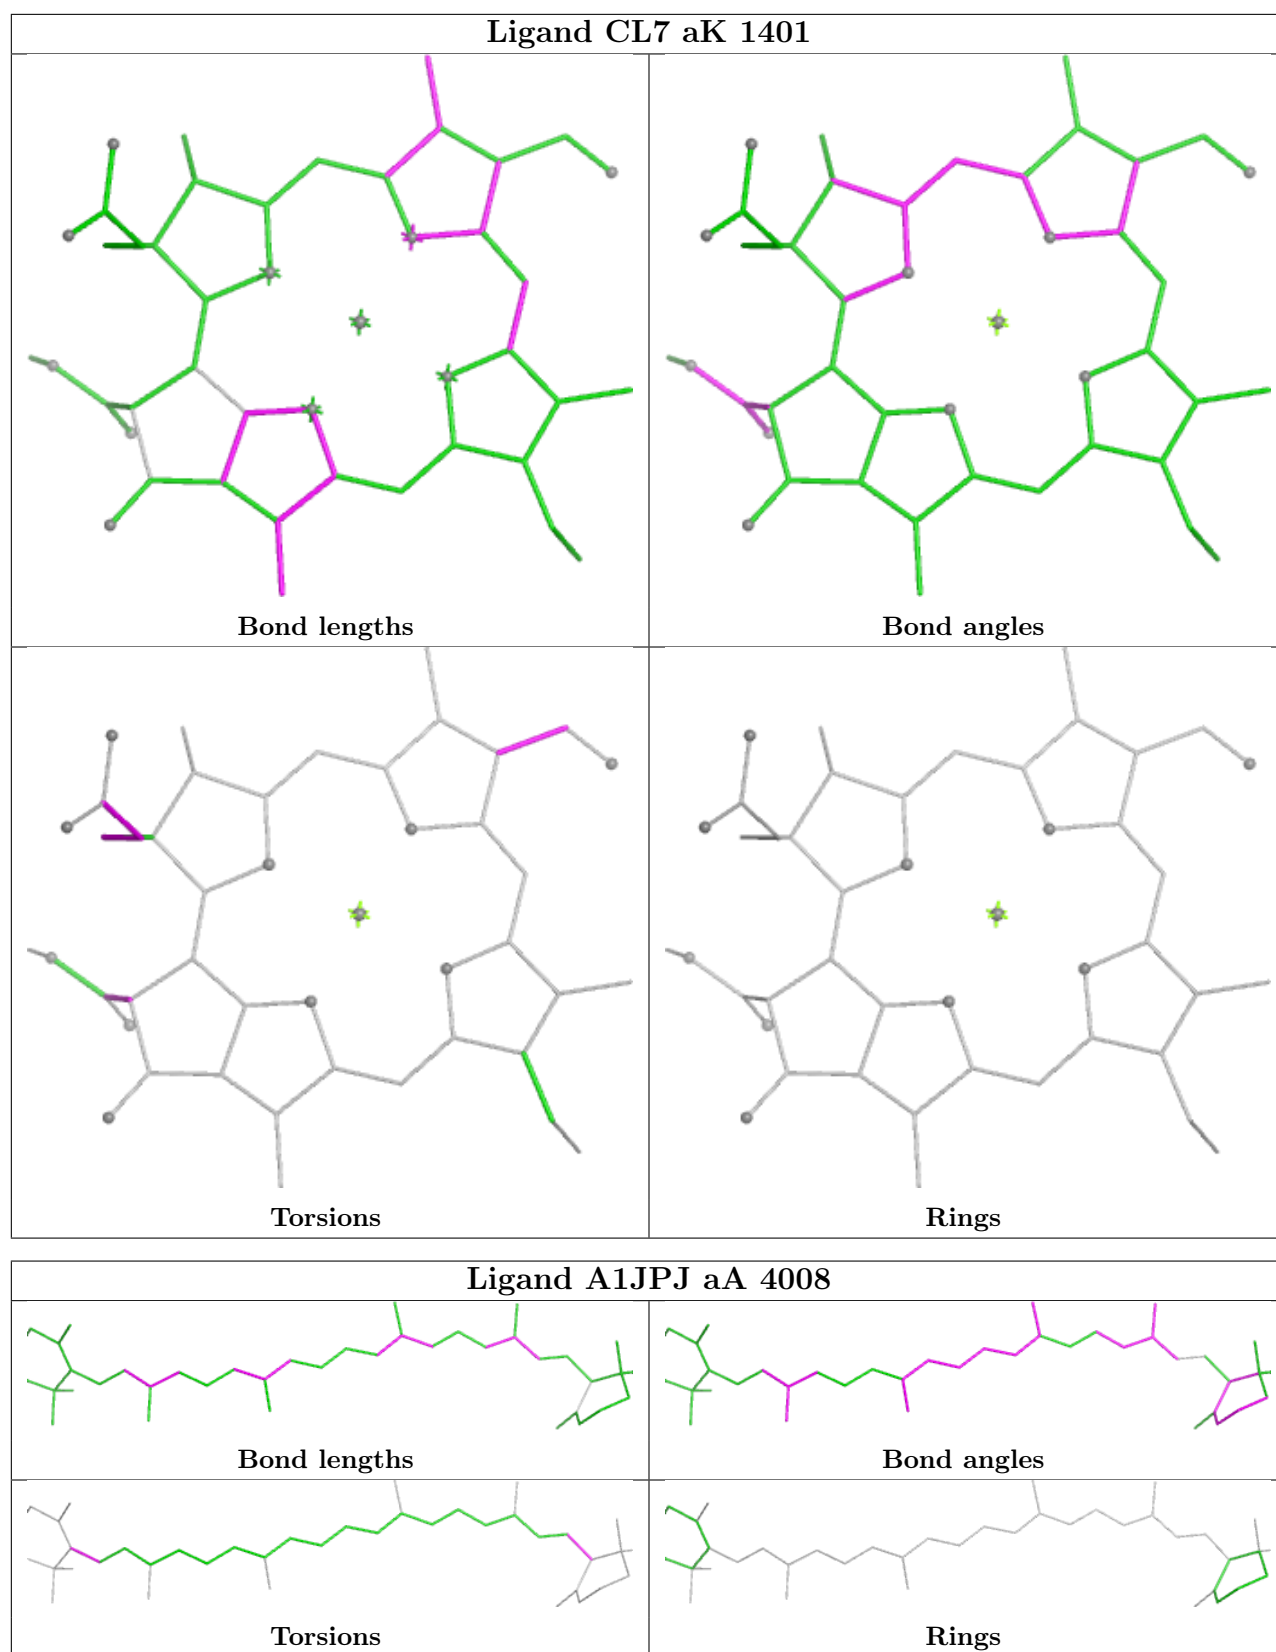 Ligand CL7 aK 1401
Bond lengths
Bond angles
Torsions
Rings
Ligand A1JPJ aA 4008
Bond lengths
Bond angles
Torsions
Rings